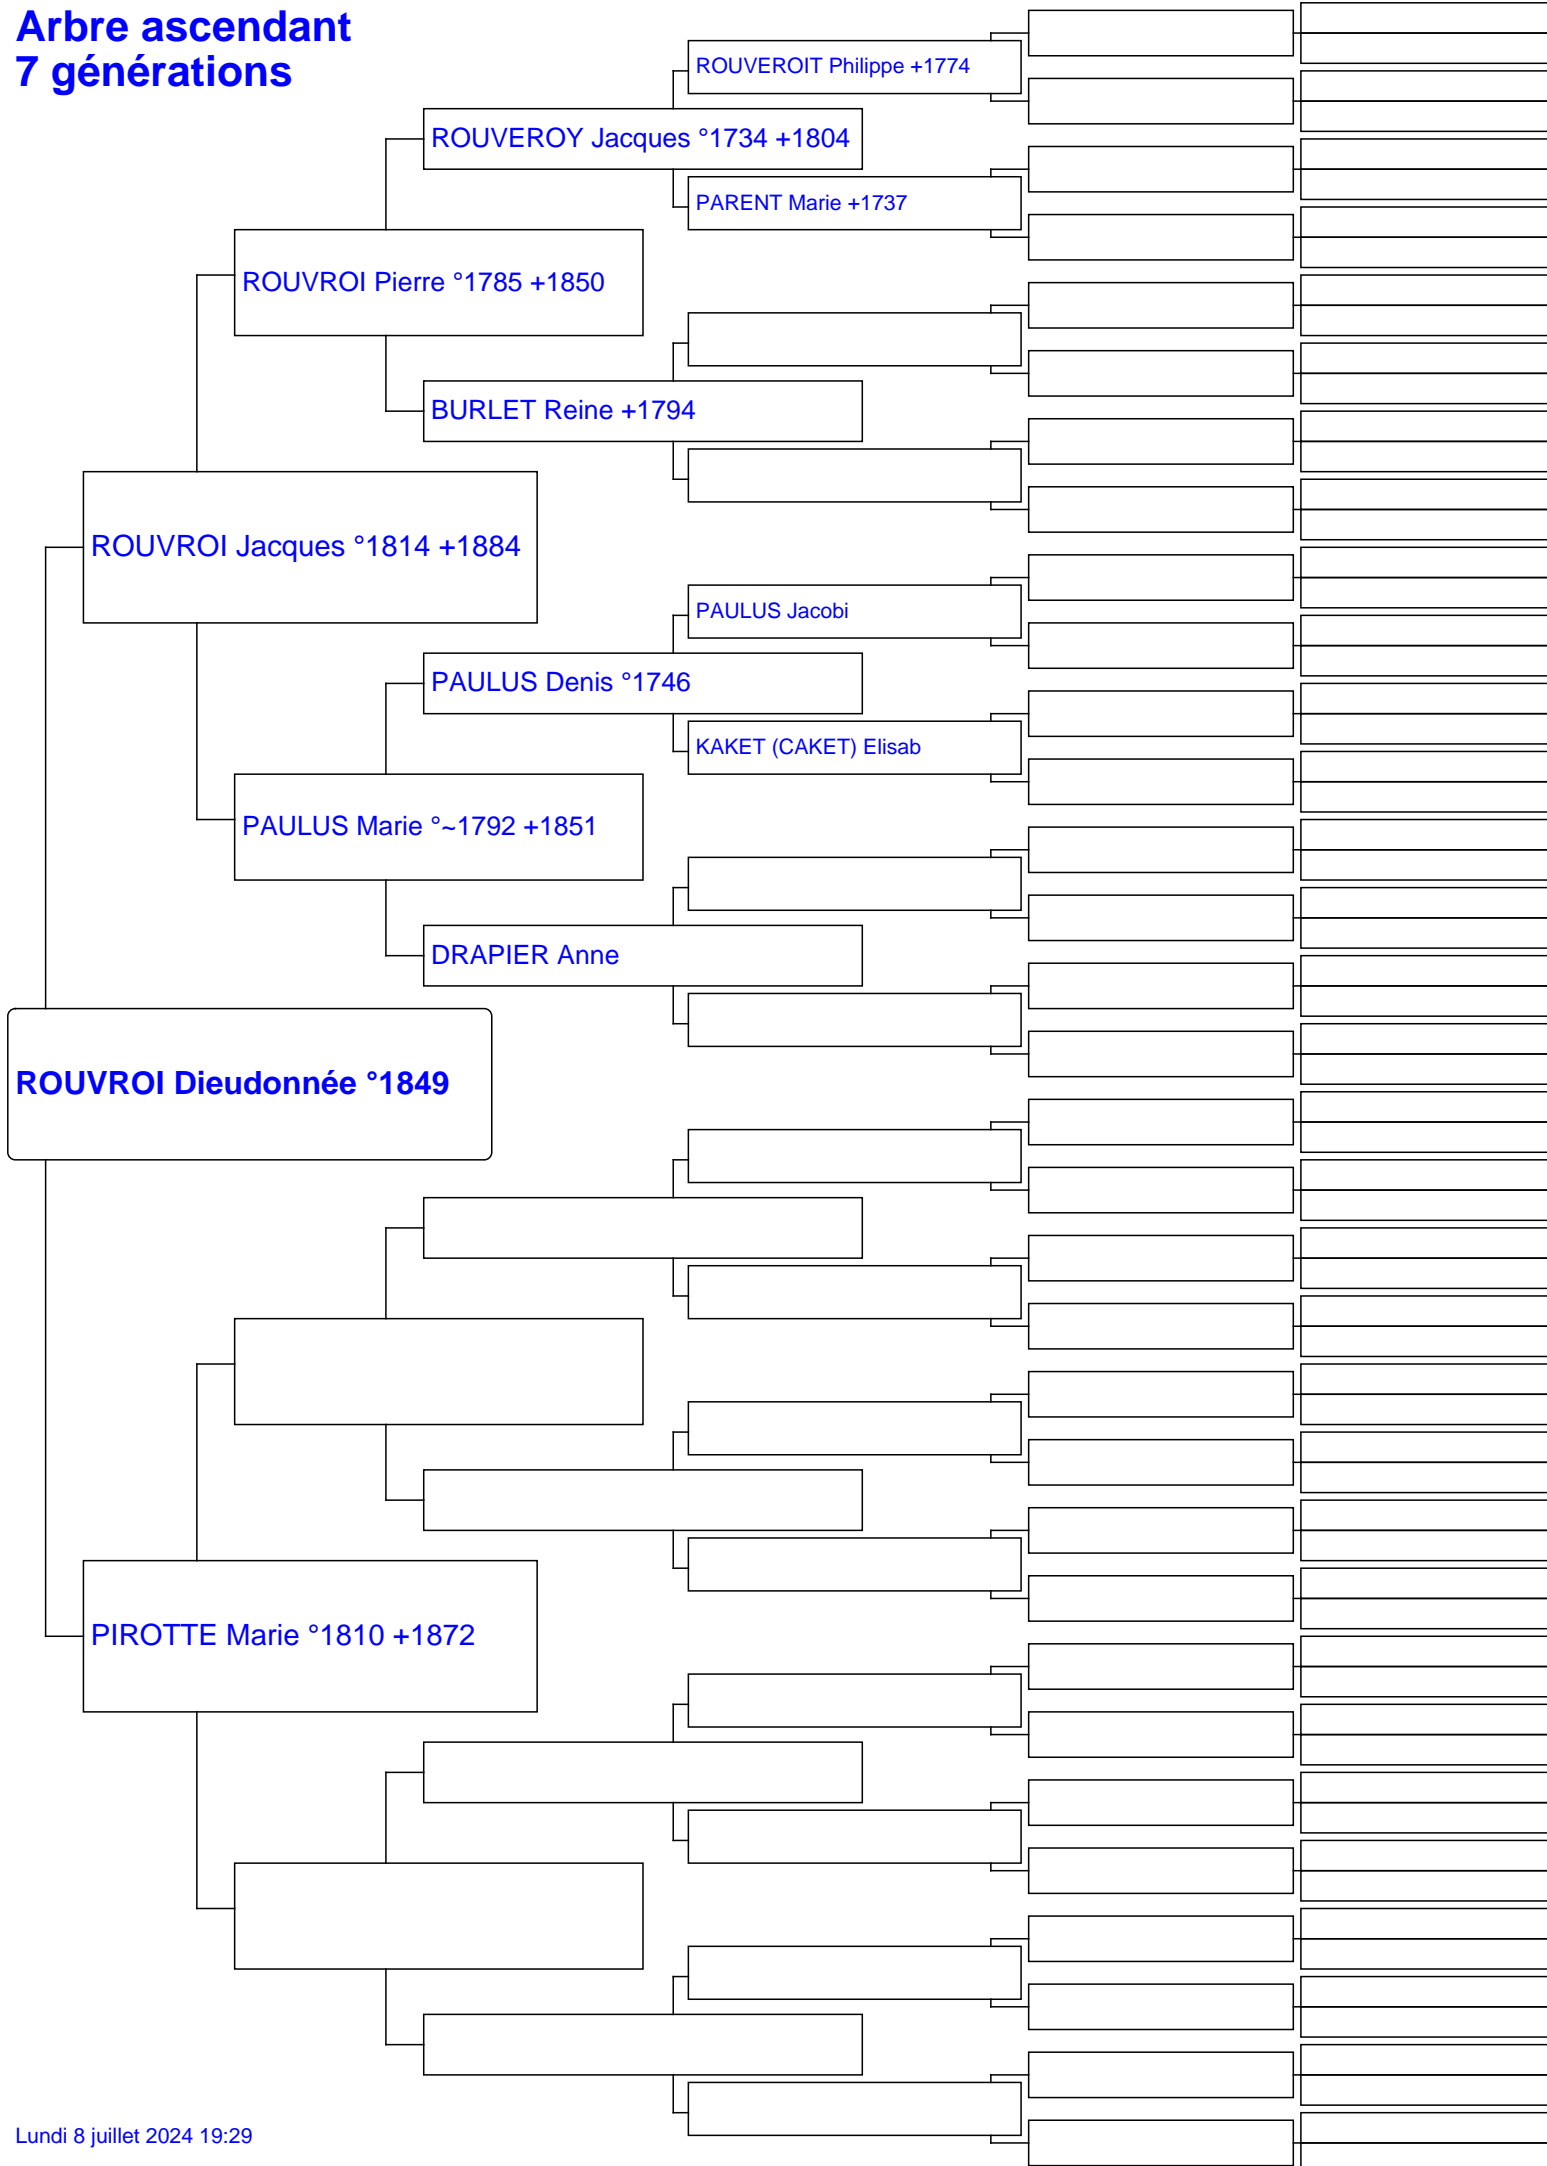 Arbre ascendant
7 générations
ROUVEROIT Philippe +1774
ROUVEROY Jacques °1734 +1804
PARENT Marie +1737
ROUVROI Pierre °1785 +1850
BURLET Reine +1794
ROUVROI Jacques °1814 +1884
PAULUS Jacobi
PAULUS Denis °1746
KAKET (CAKET) Elisab
PAULUS Marie °~1792 +1851
DRAPIER Anne
ROUVROI Dieudonnée °1849
PIROTTE Marie °1810 +1872
Lundi 8 juillet 2024 19:29